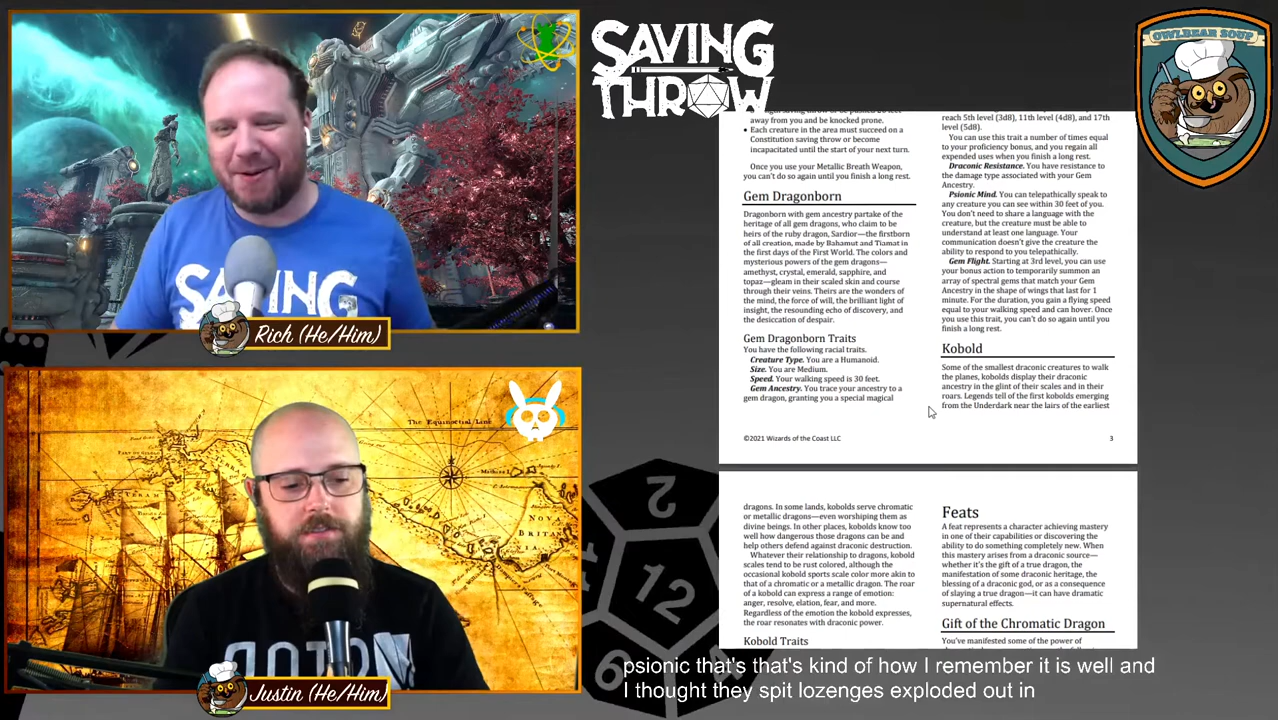 SAVING
THROW
OWLBEAR SOUP
SAVING
Rich (He/Him)
The Equinoctial Line
Justin (He/Him)
12
2
6
away from you and be knocked prone.
• Each creature in the area must succeed on a
Constitution saving throw or become
incapacitated until the start of your next turn.
Once you use your Metallic Breath Weapon,
you can't do so again until you finish a long rest.
Gem Dragonborn
Dragonborn with gem ancestry partake of the
heritage of all gem dragons, who claim to be
heirs of the ruby dragon, Sardior—the firstborn
of all creation, made by Bahamut and Tiamat in
the first days of the First World. The colors and
mysterious powers of the gem dragons—
amethyst, crystal, emerald, sapphire, and
topaz—gleam in their scaled skin and course
through their veins. Theirs are the wonders of
the mind, the force of will, the brilliant light of
insight, the resounding echo of discovery, and
the desiccation of despair.
Gem Dragonborn Traits
You have the following racial traits.
Creature Type. You are a Humanoid.
Size. You are Medium.
Speed. Your walking speed is 30 feet.
Gem Ancestry. You trace your ancestry to a
gem dragon, granting you a special magical
reach 5th level (3d8), 11th level (4d8), and 17th
level (5d8).
You can use this trait a number of times equal
to your proficiency bonus, and you regain all
expended uses when you finish a long rest.
Draconic Resistance. You have resistance to
the damage type associated with your Gem
Ancestry.
Psionic Mind. You can telepathically speak to
any creature you can see within 30 feet of you.
You don't need to share a language with the
creature, but the creature must be able to
understand at least one language. Your
communication doesn't give the creature the
ability to respond to you telepathically.
Gem Flight. Starting at 3rd level, you can use
your bonus action to temporarily summon an
array of spectral gems that match your Gem
Ancestry in the shape of wings that last for 1
minute. For the duration, you gain a flying speed
equal to your walking speed and can hover. Once
you use this trait, you can't do so again until you
finish a long rest.
Kobold
Some of the smallest draconic creatures to walk
the planes, kobolds display their draconic
ancestry in the glint of their scales and in their
roars. Legends tell of the first kobolds emerging
from the Underdark near the lairs of the earliest
©2021 Wizards of the Coast LLC
3
dragons. In some lands, kobolds serve chromatic
or metallic dragons—even worshiping them as
divine beings. In other places, kobolds know too
well how dangerous those dragons can be and
help others defend against draconic destruction.
Whatever their relationship to dragons, kobold
scales tend to be rust colored, although the
occasional kobold sports scale color more akin to
that of a chromatic or a metallic dragon. The roar
of a kobold can express a range of emotion:
anger, resolve, elation, fear, and more.
Regardless of the emotion the kobold expresses,
the roar resonates with draconic power.
Kobold Traits
Feats
A feat represents a character achieving mastery
in one of their capabilities or discovering the
ability to do something completely new. When
this mastery arises from a draconic source—
whether it's the gift of a true dragon, the
manifestation of some draconic heritage, the
blessing of a draconic god, or as a consequence
of slaying a true dragon—it can have dramatic
supernatural effects.
Gift of the Chromatic Dragon
You've manifested some of the power of
psionic that's that's kind of how I remember it is well and
I thought they spit lozenges exploded out in